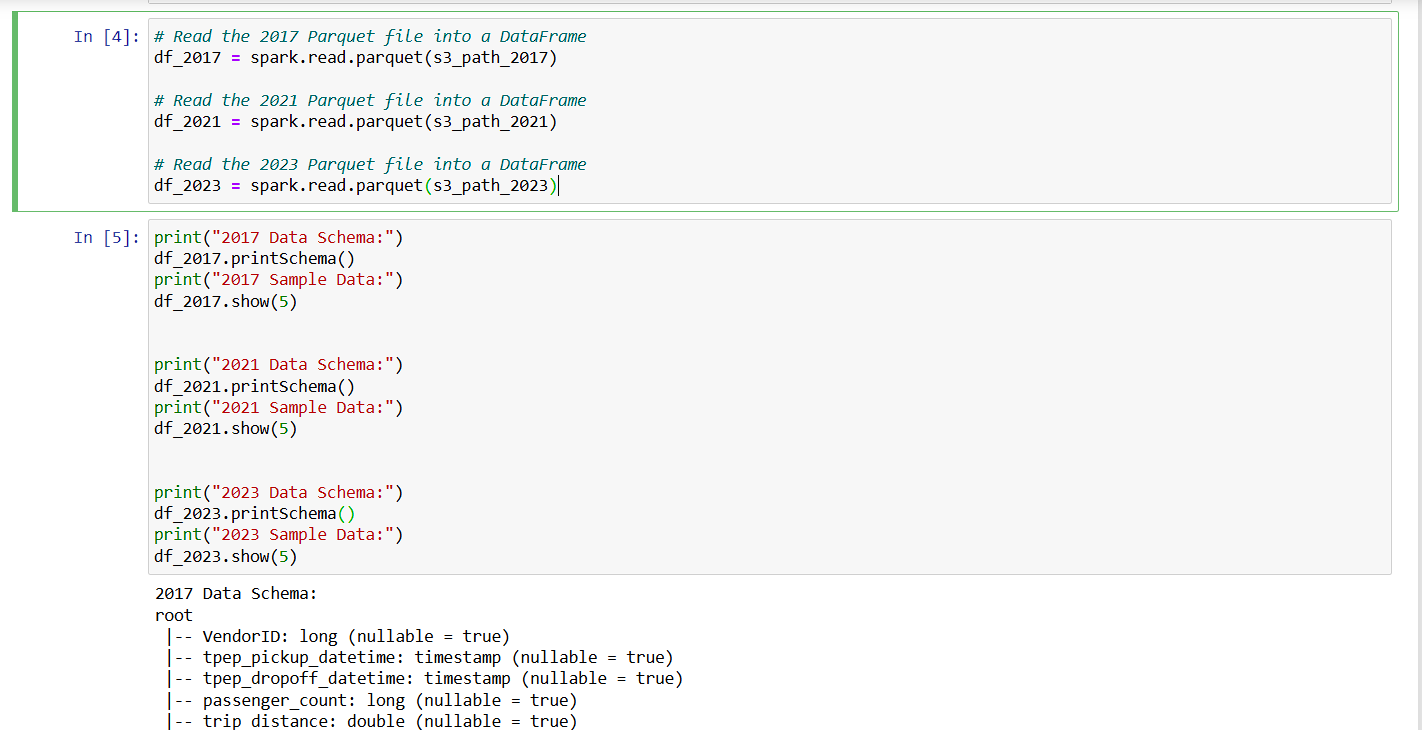 In [4]:
# Read the 2017 Parquet file into a DataFrame
df_2017 = spark.read.parquet(s3_path_2017)
# Read the 2021 Parquet file into a DataFrame
df_2021 = spark.read.parquet(s3_path_2021)
# Read the 2023 Parquet file into a DataFrame
df_2023 = spark.read.parquet(s3_path_2023)
In [5]:
print("2017 Data Schema:")
df_2017.printSchema()
print("2017 Sample Data:")
df_2017.show(5)
print("2021 Data Schema:")
df_2021.printSchema()
print("2021 Sample Data:")
df_2021.show(5)
print("2023 Data Schema:")
df_2023.printSchema()
print("2023 Sample Data:")
df_2023.show(5)
2017 Data Schema:
root
 |-- VendorID: long (nullable = true)
 |-- tpep_pickup_datetime: timestamp (nullable = true)
 |-- tpep_dropoff_datetime: timestamp (nullable = true)
 |-- passenger_count: long (nullable = true)
 |-- trip distance: double (nullable = true)